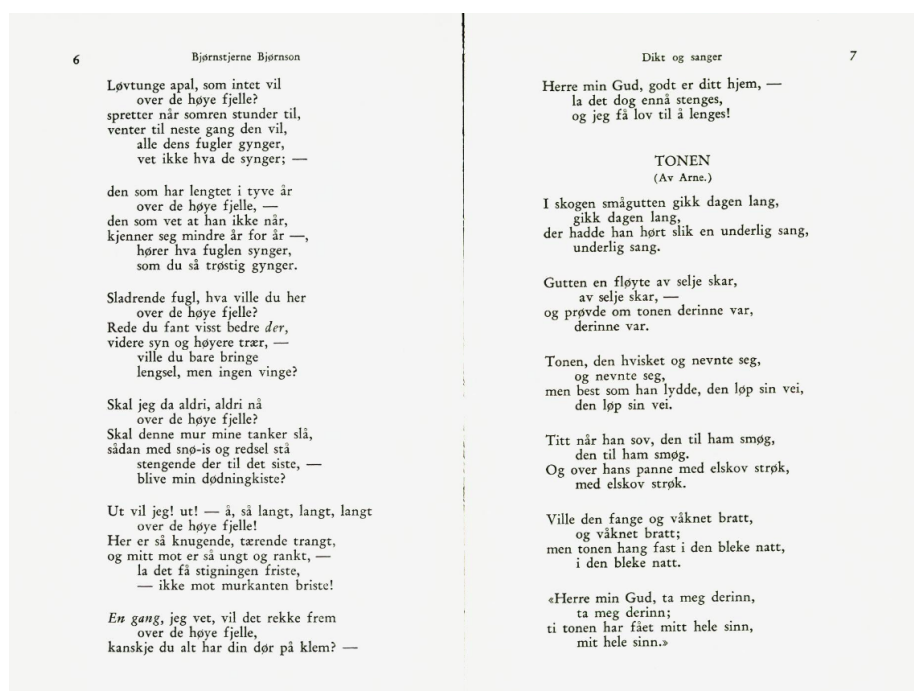 6
Bjørnstjerne Bjørnson
Løvtunge apal, som intet vil
over de høye fjelle?
spretter når somren stunder til,
venter til neste gang den vil,
alle dens fugler gynger,
vet ikke hva de synger; —
den som har lengtet i tyve år
over de høye fjelle, —
den som vet at han ikke når,
kjenner seg mindre år for år —,
hører hva fuglen synger,
som du så trøstig gynger.
Sladrende fugl, hva ville du her
over de høye fjelle?
Rede du fant visst bedre der,
videre syn og høyere trær, —
ville du bare bringe
lengsel, men ingen vinge?
Skal jeg da aldri, aldri nå
over de høye fjelle?
Skal denne mur mine tanker slå,
sådan med snø-is og redsel stå
stengende der til det siste, —
blive min dødningkiste?
Ut vil jeg! ut! — å, så langt, langt, langt
over de høye fjelle!
Her er så knugende, tærende trangt,
og mitt mot er så ungt og rankt, —
la det få stigningen friste,
— ikke mot murkanten briste!
En gang, jeg vet, vil det rekke frem
over de høye fjelle,
kanskje du alt har din dør på klem? —
Dikt og sanger
7
Herre min Gud, godt er ditt hjem, —
la det dog ennå stenges,
og jeg få lov til å lenges!
TONEN
(Av Arne.)
I skogen smågutten gikk dagen lang,
gikk dagen lang,
der hadde han hørt slik en underlig sang,
underlig sang.
Gutten en fløyte av selje skar,
av selje skar, —
og prøvde om tonen derinne var,
derinne var.
Tonen, den hvisket og nevnte seg,
og nevnte seg,
men best som han lydde, den løp sin vei,
den løp sin vei.
Titt når han sov, den til ham smøg,
den til ham smøg.
Og over hans panne med elskov strøk,
med elskov strøk.
Ville den fange og våknet bratt,
og våknet bratt;
men tonen hang fast i den bleke natt,
i den bleke natt.
«Herre min Gud, ta meg derinn,
ta meg derinn;
ti tonen har fået mitt hele sinn,
mit hele sinn.»